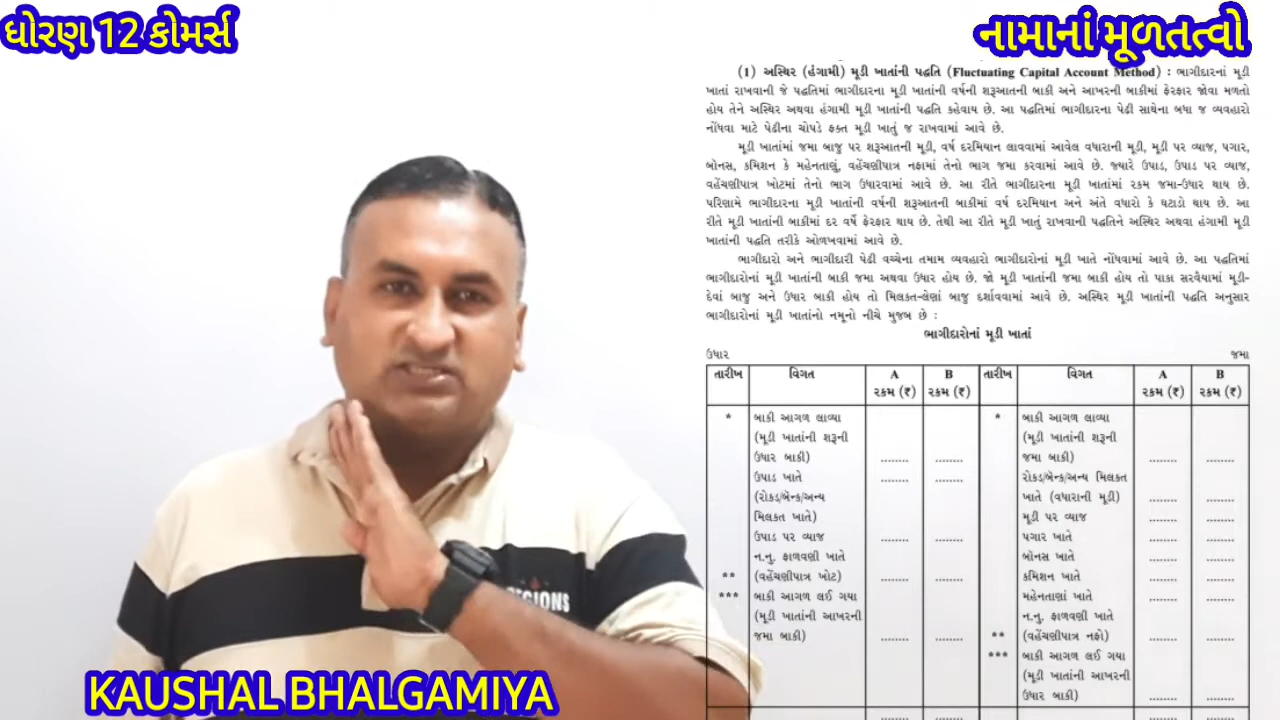 ધોરણ 12 કોમર્સ
નામાનાં મૂળતત્વો
(1) અસ્થિર (હંગામી) મૂડી ખાતાંની પદ્ધતિ (Fluctuating Capital Account Method) : ભાગીદારનાં મૂડી
ખાતાં રાખવાની જે પદ્ધતિમાં ભાગીદારના મૂડી ખાતાંની વર્ષની શરૂઆતની બાકી અને આખરની બાકીમાં ફેરફાર જોવા મળતો
હોય તેને અસ્થિર અથવા હંગામી મૂડી ખાતાંની પદ્ધતિ કહેવાય છે. આ પદ્ધતિમાં ભાગીદારના પેઢી સાથેના બધા જ વ્યવહારો
નોંધવા માટે પેઢીના ચોપડે ફક્ત મૂડી ખાતું જ રાખવામાં આવે છે.
મૂડી ખાતાંમાં જમા બાજુ પર શરૂઆતની મૂડી, વર્ષ દરમિયાન લાવવામાં આવેલ વધારાની મૂડી, મૂડી પર વ્યાજ, પગાર,
બોનસ, કમિશન કે મહેનતાણું, વહેંચણીપાત્ર નફામાં તેનો ભાગ જમા કરવામાં આવે છે. જ્યારે ઉપાડ, ઉપાડ પર વ્યાજ,
વહેંચણીપાત્ર ખોટમાં તેનો ભાગ ઉધારવામાં આવે છે. આ રીતે ભાગીદારના મૂડી ખાતાંમાં રકમ જમા-ઉધાર થાય છે.
પરિણામે ભાગીદારના મૂડી ખાતાંની વર્ષની શરૂઆતની બાકીમાં વર્ષ દરમિયાન અને અંતે વધારો કે ઘટાડો થાય છે. આ
રીતે મૂડી ખાતાંની બાકીમાં દર વર્ષે ફેરફાર થાય છે. તેથી આ રીતે મૂડી ખાતું રાખવાની પદ્ધતિને અસ્થિર અથવા હંગામી મૂડી
ખાતાંની પદ્ધતિ તરીકે ઓળખવામાં આવે છે.
ભાગીદારો અને ભાગીદારી પેઢી વચ્ચેના તમામ વ્યવહારો ભાગીદારોનાં મૂડી ખાતે નોંધવામાં આવે છે. આ પદ્ધતિમાં
ભાગીદારોનાં મૂડી ખાતાંની બાકી જમા અથવા ઉધાર હોય છે. જો મૂડી ખાતાંની જમા બાકી હોય તો પાકા સરવૈયામાં મૂડી-
દેવાં બાજુ અને ઉધાર બાકી હોય તો મિલકત-લેણાં બાજુ દર્શાવવામાં આવે છે. અસ્થિર મૂડી ખાતાંની પદ્ધતિ અનુસાર
ભાગીદારોનાં મૂડી ખાતાંનો નમૂનો નીચે મુજબ છે :
ભાગીદારોનાં મૂડી ખાતાં
ઉધાર જમા
તારીખ વિગત A B તારીખ વિગત A B
રકમ (₹) રકમ (₹) રકમ (₹) રકમ (₹)
* બાકી આગળ લાવ્યા * બાકી આગળ લાવ્યા
(મૂડી ખાતાંની શરૂની (મૂડી ખાતાંની શરૂની
ઉધાર બાકી) ........ ........ જમા બાકી) ........ ........
ઉપાડ ખાતે ........ ........ રોકડ/બેન્ક/અન્ય મિલકત
(રોકડ/બેન્ક/અન્ય ખાતે (વધારાની મૂડી) ........ ........
મિલકત ખાતે) મૂડી પર વ્યાજ ........ ........
ઉપાડ પર વ્યાજ ........ ........ પગાર ખાતે ........ ........
ન.નુ. ફાળવણી ખાતે બોનસ ખાતે ........ ........
** (વહેંચણીપાત્ર ખોટ) ........ ........ કમિશન ખાતે ........ ........
*** બાકી આગળ લઈ ગયા મહેનતાણાં ખાતે ........ ........
(મૂડી ખાતાંની આખરની ન.નુ. ફાળવણી ખાતે
જમા બાકી) ........ ........ ** (વહેંચણીપાત્ર નફો) ........ ........
*** બાકી આગળ લઈ ગયા
(મૂડી ખાતાંની આખરની
ઉધાર બાકી) ........ ........
........ ........ ........ ........
KAUSHAL BHALGAMIYA